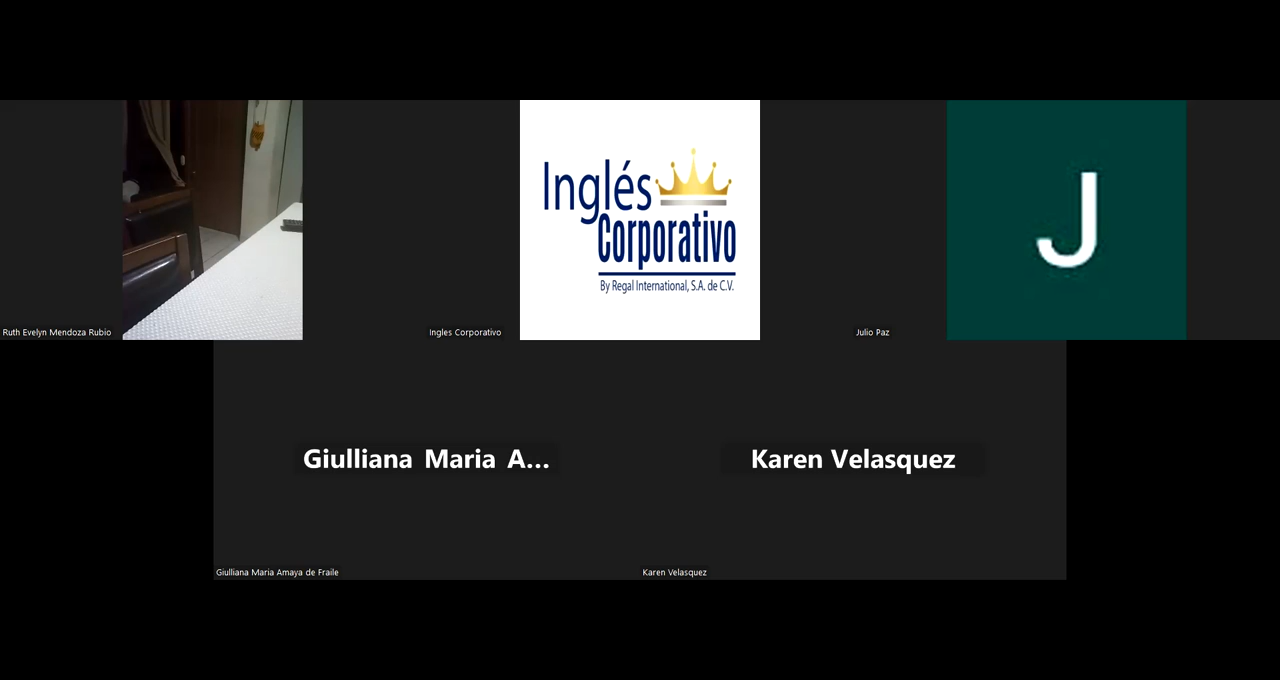 Inglés
Corporativo
By Regal International, S.A. de C.V.
J
Ruth Evelyn Mendoza Rubio
Ingles Corporativo
Julio Paz
Giulliana Maria A...
Karen Velasquez
Giulliana Maria Amaya de Fraile
Karen Velasquez